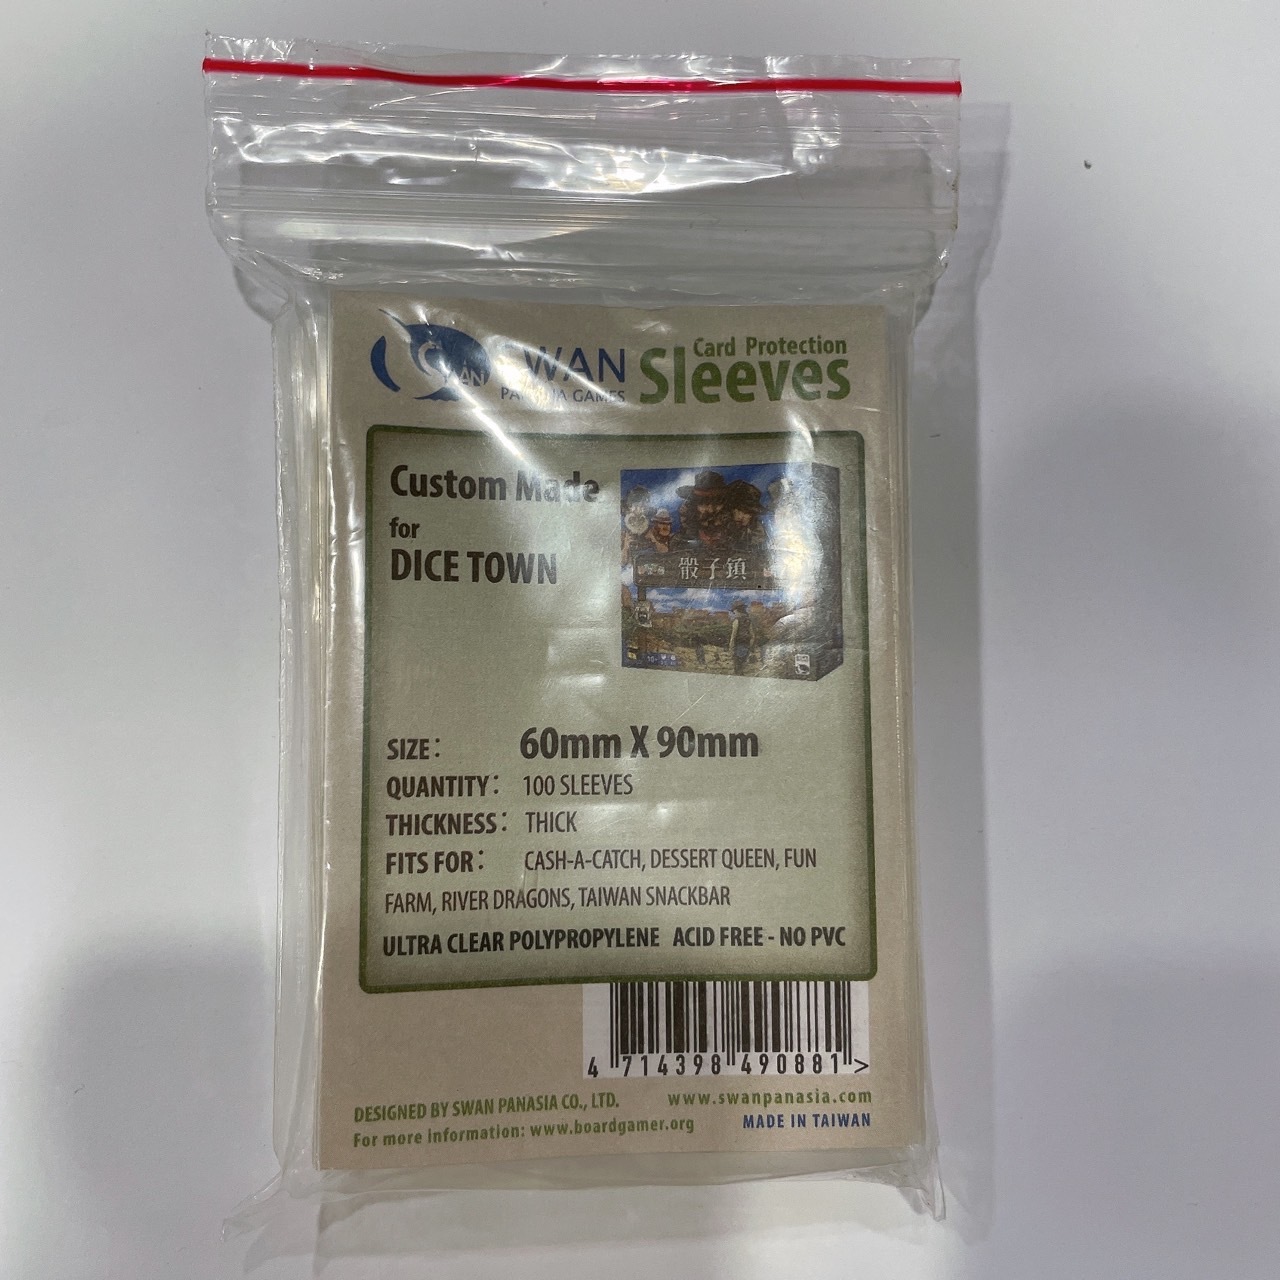 SWAN
SWAN
PANASIA GAMES
Card Protection
Sleeves
Custom Made
for
DICE TOWN
骰子鎮
10+
SIZE: 60mm X 90mm
QUANTITY: 100 SLEEVES
THICKNESS: THICK
FITS FOR: CASH-A-CATCH, DESSERT QUEEN, FUN
FARM, RIVER DRAGONS, TAIWAN SNACKBAR
ULTRA CLEAR POLYPROPYLENE ACID FREE - NO PVC
4 714398 490881 >
DESIGNED BY SWAN PANASIA CO., LTD. www.swanpanasia.com
For more information: www.boardgamer.org MADE IN TAIWAN